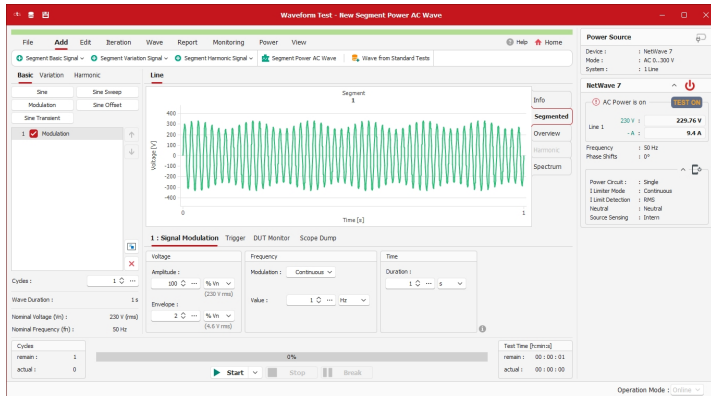 Waveform Test - New Segment Power AC Wave
File Add Edit Iteration Wave Report Monitoring Power View Help Home
Segment Basic Signal Segment Variation Signal Segment Harmonic Signal Segment Power AC Wave Wave from Standard Tests
Basic Variation Harmonic
Sine Sine Sweep
Modulation Sine Offset
Sine Transient
1 Modulation
Cycles : 1 ...
Wave Duration : 1 s
Nominal Voltage (Vn) : 230 V (rms)
Nominal Frequency (fn) : 50 Hz
Line
Segment
1
Voltage [V]
400
300
200
100
0
-100
-200
-300
-400
0 1
Time [s]
Info
Segmented
Overview
Harmonic
Spectrum
1 : Signal Modulation Trigger DUT Monitor Scope Dump
Voltage
Amplitude :
100 ... % Vn
(230 V rms)
Envelope :
2 ... % Vn
(4.6 V rms)
Frequency
Modulation : Continuous
Value : 1 ... Hz
Time
Duration :
1 ... s
Cycles
remain : 1
actual : 0
0%
Start Stop Break
Test Time [h:min:s]
remain : 00 : 00 : 01
actual : 00 : 00 : 00
Power Source
Device : : NetWave 7
Mode : : AC 0...300 V
System : : 1 Line
NetWave 7
AC Power is on TEST ON
Line 1
230 V : 229.76 V
- A : 9.4 A
Frequency : 50 Hz
Phase Shifts : 0°
Power Circuit : : Single
I Limiter Mode : Continuous
I Limit Detection : RMS
Neutral : Neutral
Source Sensing : Intern
Operation Mode : Online